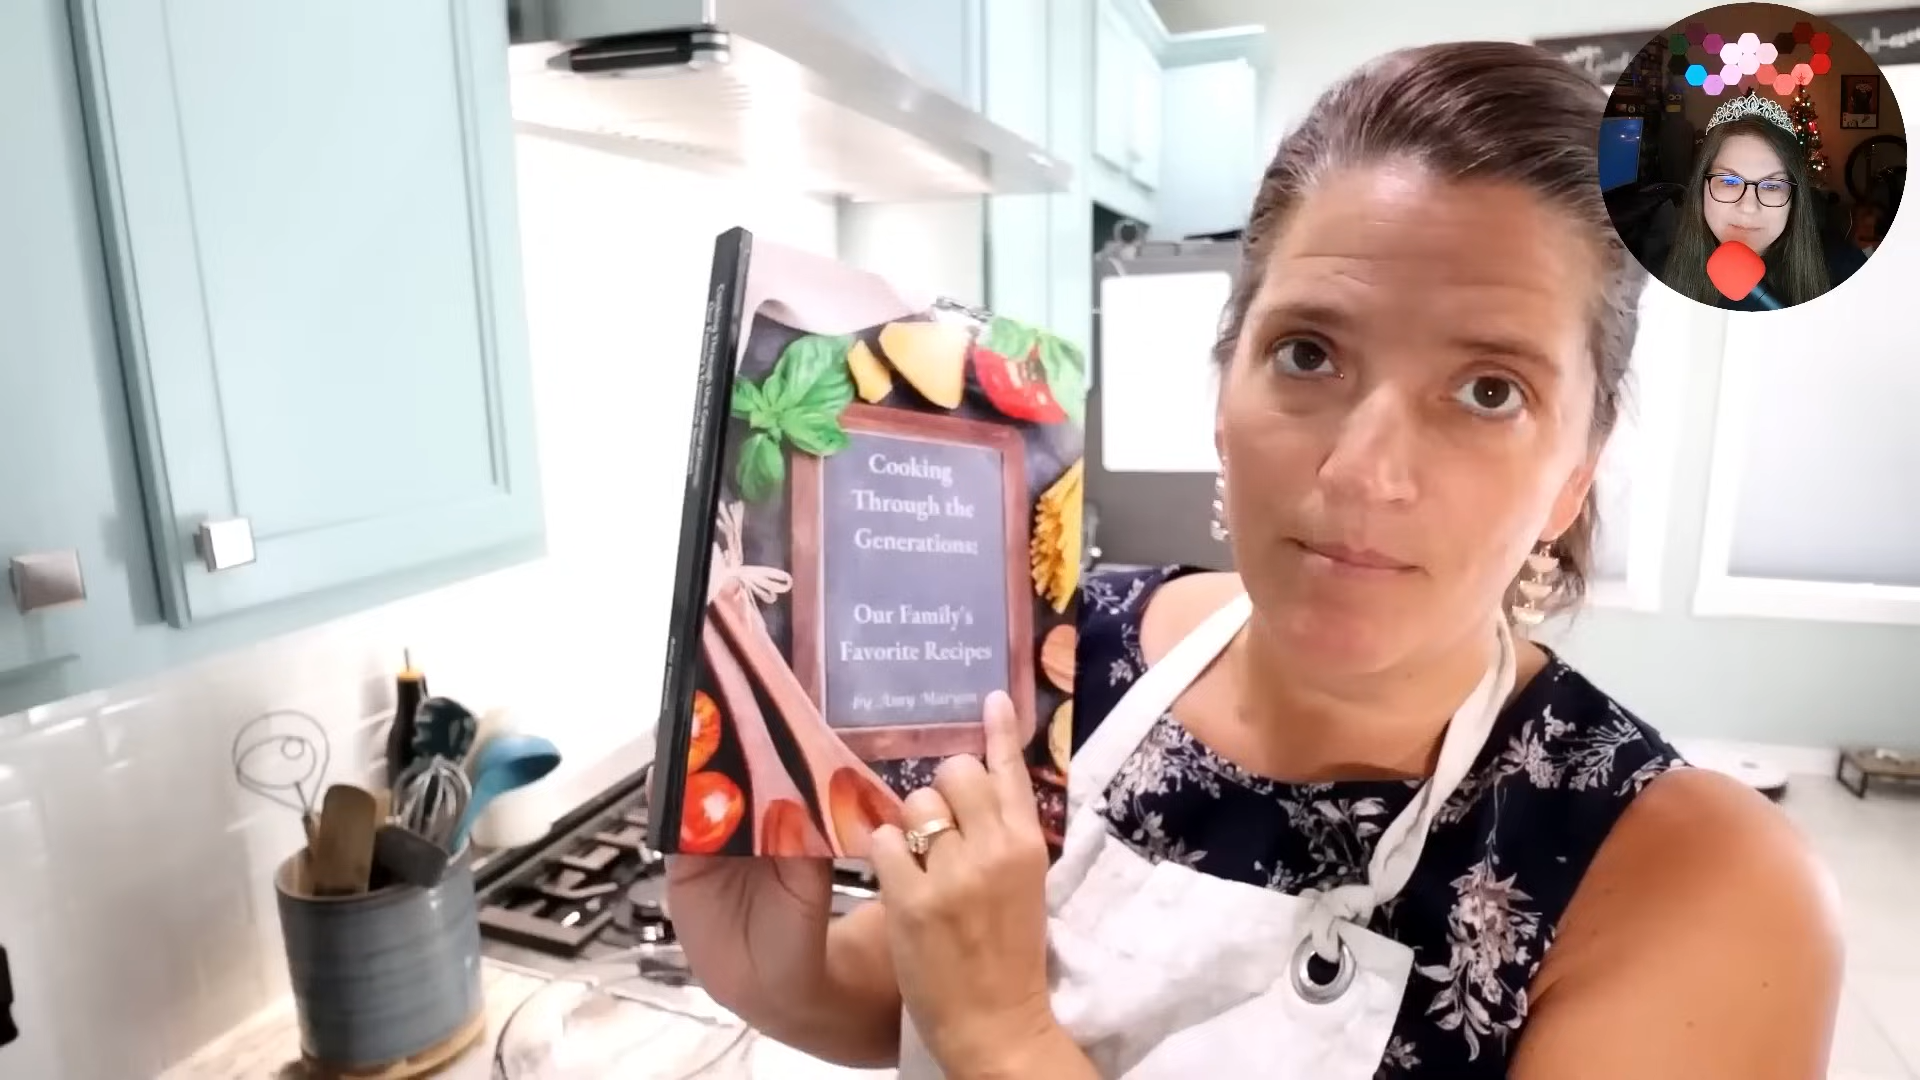 Cooking
Through the
Generations:
Our Family's
Favorite Recipes
by Amy Maryon